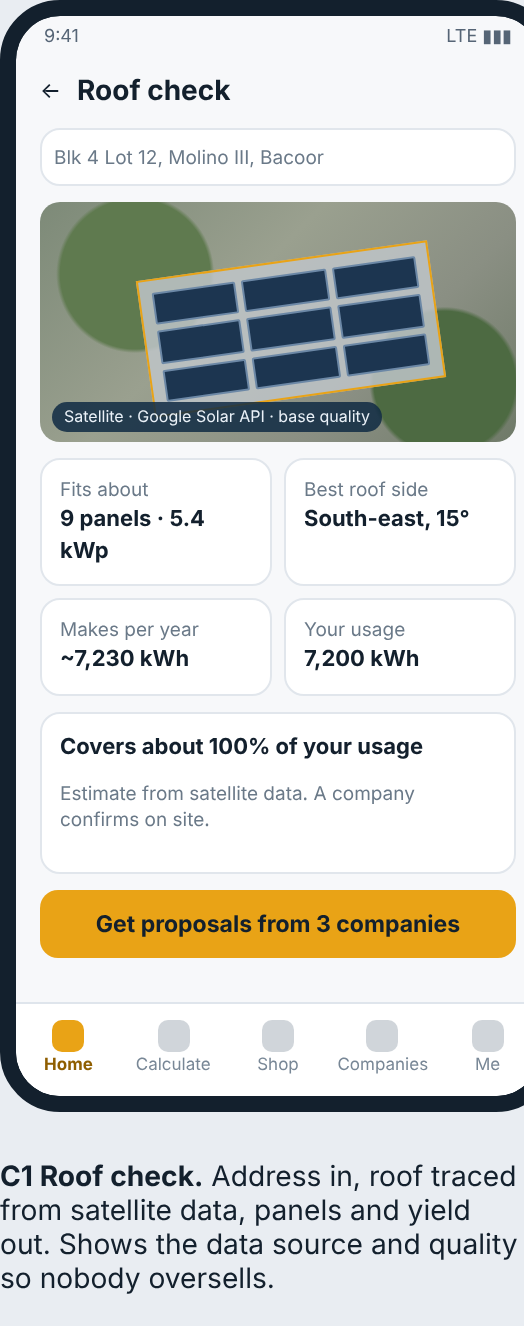 9:41
LTE
← Roof check
Blk 4 Lot 12, Molino III, Bacoor
Satellite · Google Solar API · base quality
Fits about
9 panels · 5.4
kWp
Best roof side
South-east, 15°
Makes per year
~7,230 kWh
Your usage
7,200 kWh
Covers about 100% of your usage
Estimate from satellite data. A company
confirms on site.
Get proposals from 3 companies
Home
Calculate
Shop
Companies
Me
C1 Roof check. Address in, roof traced
from satellite data, panels and yield
out. Shows the data source and quality
so nobody oversells.